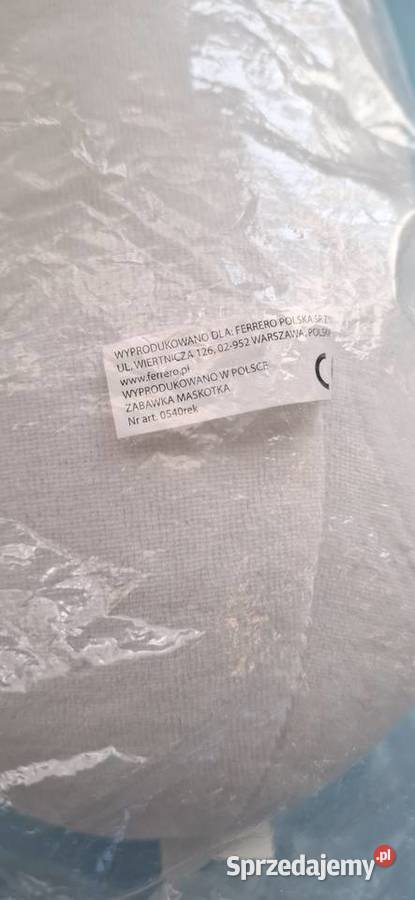 WYPRODUKOWANO DLA: FERRERO POLSKA SP. Z
UL. WIERTNICZA 126, 02-952 WARSZAWA, POLSK
www.ferrero.pl
WYPRODUKOWANO W POLSCE
ZABAWKA MASKOTKA
Nr art. 0540rek
Sprzedajemy.pl